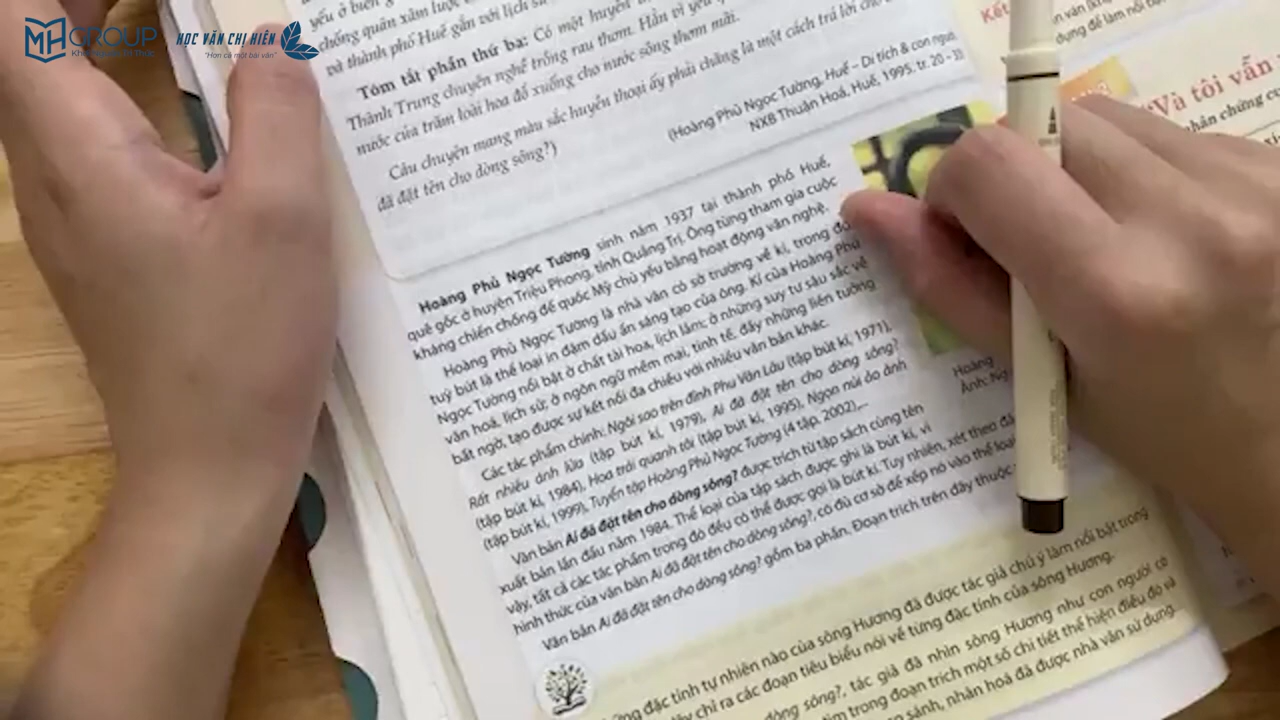 MH GROUP
HỌC VĂN CHỊ HIÊN
"Hơn cả một bài văn"
yếu ở biên g
chống quân xâm lược
và thành phố Huế gắn với lịch sử
Tóm tắt phần thứ ba: Có một huyền th
Thành Trung chuyên nghề trồng rau thơm. Hẳn vì yêu q
nước của trăm loài hoa đổ xuống cho nước sông thơm mãi.
Câu chuyện mang màu sắc huyền thoại ấy phải chăng là một cách trả lời cho
đã đặt tên cho dòng sông?)
(Hoàng Phủ Ngọc Tường, Huế – Di tích & con người,
NXB Thuận Hoá, Huế, 1995, tr. 20 - 33
Hoàng Phủ Ngọc Tường sinh năm 1937 tại thành phố Huế,
quê gốc ở huyện Triệu Phong, tỉnh Quảng Trị. Ông từng tham gia cuộc
kháng chiến chống đế quốc Mỹ chủ yếu bằng hoạt động văn nghệ.
Hoàng Phủ Ngọc Tường là nhà văn có sở trường về kí, trong đó
tuỳ bút là thể loại in đậm dấu ấn sáng tạo của ông. Kí của Hoàng Phủ
Ngọc Tường nổi bật ở chất tài hoa, lịch lãm; ở những suy tư sâu sắc về
văn hoá, lịch sử; ở ngôn ngữ mềm mại, tinh tế, đầy những liên tưởng
bất ngờ, tạo được sự kết nối đa chiều với nhiều văn bản khác.
Các tác phẩm chính: Ngôi sao trên đỉnh Phu Văn Lâu (tập bút kí, 1971),
Rất nhiều ánh lửa (tập bút kí, 1979), Ai đã đặt tên cho dòng sông?
(tập bút kí, 1984), Hoa trái quanh tôi (tập bút kí, 1995), Ngọn núi ảo ảnh
(tập bút kí, 1999), Tuyển tập Hoàng Phủ Ngọc Tường (4 tập, 2002),...
Văn bản Ai đã đặt tên cho dòng sông? được trích từ tập sách cùng tên
xuất bản lần đầu năm 1984. Thể loại của tập sách được ghi là bút kí, vì
vậy, tất cả các tác phẩm trong đó đều có thể được gọi là bút kí. Tuy nhiên, xét theo đặ
hình thức của văn bản Ai đã đặt tên cho dòng sông?, có đủ cơ sở để xếp nó vào thể loại
Văn bản Ai đã đặt tên cho dòng sông? gồm ba phần. Đoạn trích trên đây thuộc
Hoàng
Ảnh: Ng
ững đặc tính tự nhiên nào của sông Hương đã được tác giả chú ý làm nổi bật trong
ãy chỉ ra các đoạn tiêu biểu nói về từng đặc tính của sông Hương.
dòng sông?, tác giả đã nhìn sông Hương như con người có
tìm trong đoạn trích một số chi tiết thể hiện điều đó và
sánh, nhân hoá đã được nhà văn sử dụng.
Kết
dụng để làm nổi bậ
"Và tôi vẫn